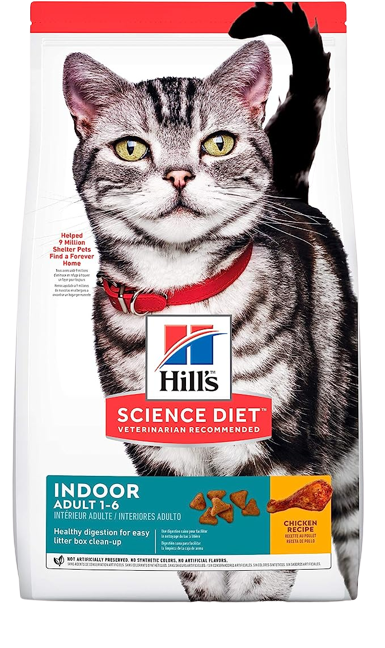 Helped
9 Million
Shelter Pets
Find a Forever
Home
Hill's™
SCIENCE DIET™
VETERINARIAN RECOMMENDED
INDOOR
ADULT 1-6
INTÉRIEUR ADULTE / INTERIORES ADULTO
Healthy digestion for easy
litter box clean-up
CHICKEN
RECIPE
RECETTE AU POULET
RECETA DE POLLO
NOT ARTIFICIALLY PRESERVED. NO SYNTHETIC COLORS. NO ARTIFICIAL FLAVORS.